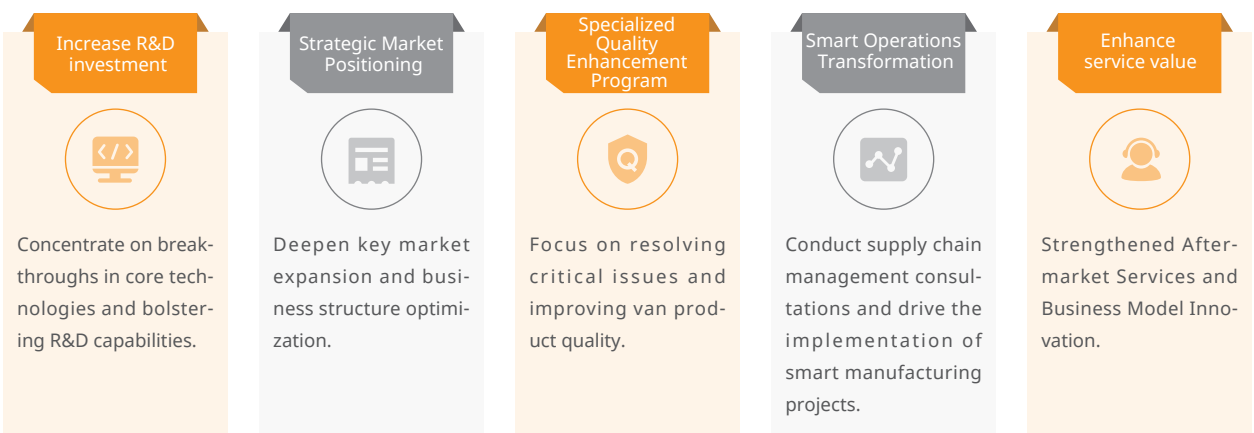 Increase R&D
investment
Concentrate on break-
throughs in core tech-
nologies and bolster-
ing R&D capabilities.
Strategic Market
Positioning
Deepen key market
expansion and busi-
ness structure optimi-
zation.
Specialized
Quality
Enhancement
Program
Q
Focus on resolving
critical issues and
improving van prod-
uct quality.
Smart Operations
Transformation
Conduct supply chain
management consul-
tations and drive the
implementation of
smart manufacturing
projects.
Enhance
service value
Strengthened After-
market Services and
Business Model Inno-
vation.